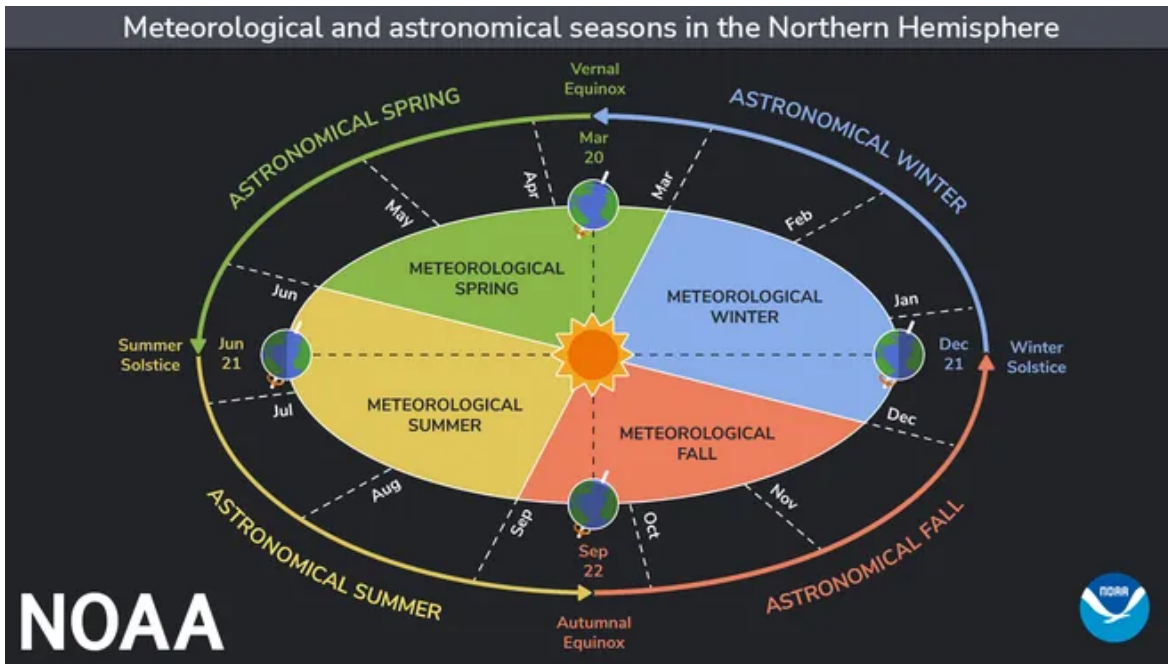 Meteorological and astronomical seasons in the Northern Hemisphere
Vernal
Equinox
ASTRONOMICAL SPRING
ASTRONOMICAL WINTER
Mar
20
Apr
Mar
May
Feb
METEOROLOGICAL
SPRING
METEOROLOGICAL
WINTER
Jun
Jan
Summer
Solstice
Jun
21
Dec
21
Winter
Solstice
Jul
Dec
METEOROLOGICAL
SUMMER
METEOROLOGICAL
FALL
Aug
Sep
Oct
Nov
ASTRONOMICAL SUMMER
ASTRONOMICAL FALL
Sep
22
Autumnal
Equinox
NOAA
NOAA